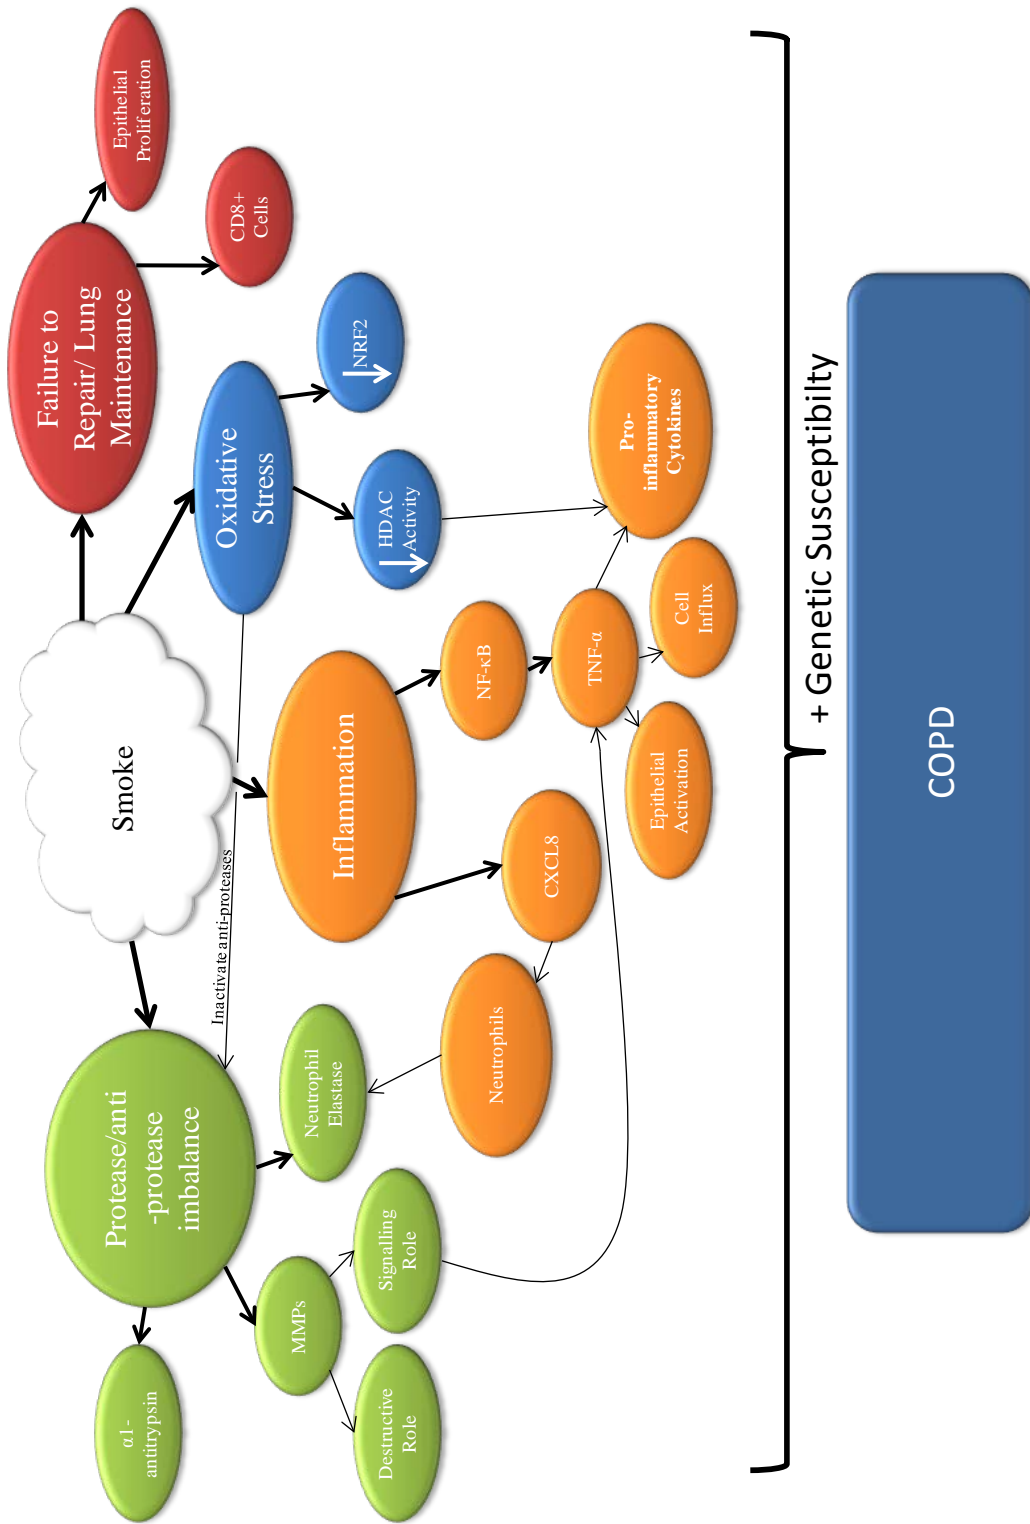 Smoke
Protease/anti
-protease
imbalance
α1-
antitrypsin
MMPs
Destructive
Role
Signalling
Role
Neutrophil
Elastase
Inactivate anti-proteases
Inflammation
CXCL8
Neutrophils
NF-κB
TNF-α
Epithelial
Activation
Cell
Influx
Pro-
inflammatory
Cytokines
Oxidative
Stress
HDAC
Activity
NRF2
Failure to
Repair/ Lung
Maintenance
CD8+
Cells
Epithelial
Proliferation
+ Genetic Susceptibilty
COPD